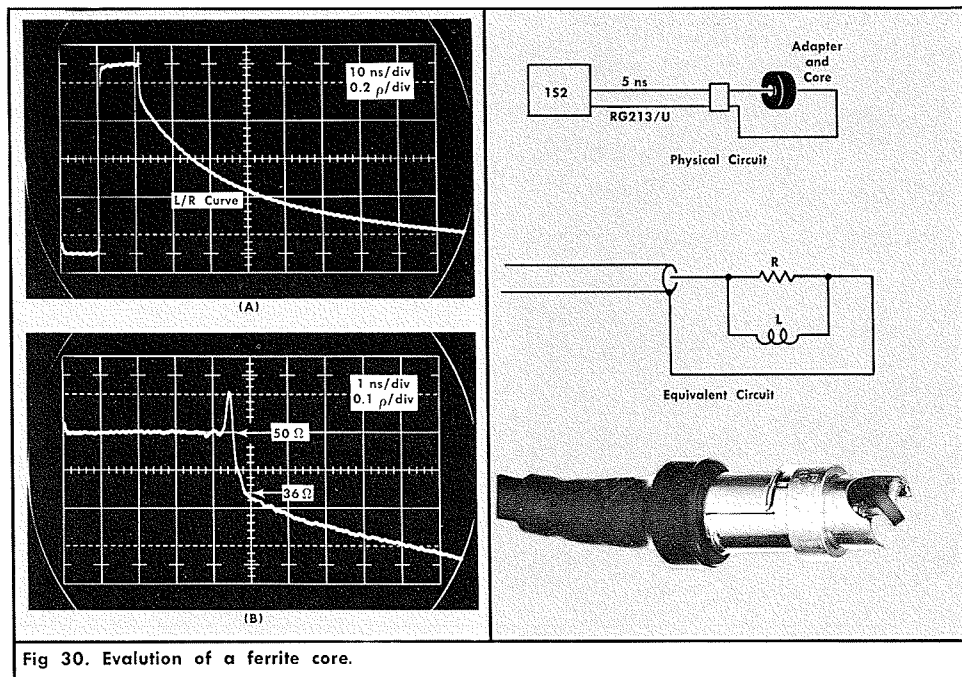 10 ns/div
0.2 ρ/div
L/R Curve
(A)
1 ns/div
0.1 ρ/div
50 Ω
36 Ω
(B)
Adapter
and
Core
1S2
5 ns
RG213/U
Physical Circuit
R
L
Equivalent Circuit
Fig 30. Evalution of a ferrite core.